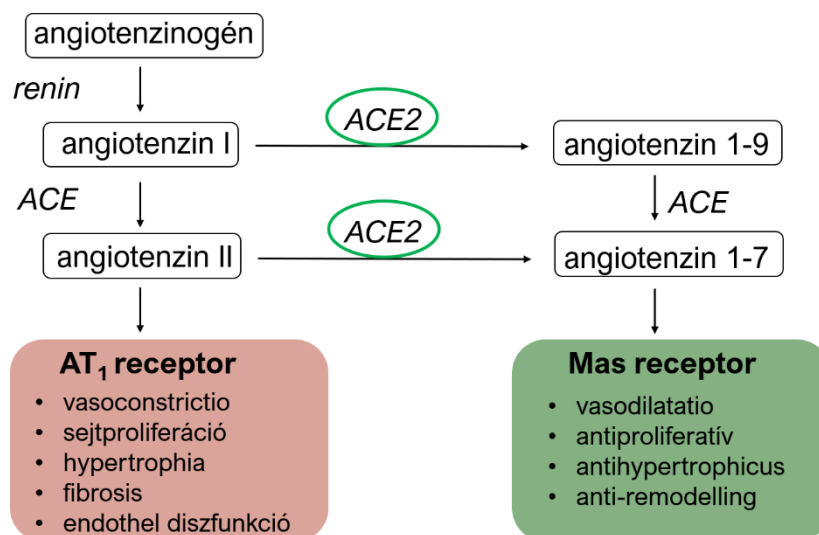 angiotenzinogén
renin
angiotenzin I
ACE2
angiotenzin 1-9
ACE
ACE
angiotenzin II
ACE2
angiotenzin 1-7
AT₁ receptor
• vasoconstrictio
• sejtproliferáció
• hypertrophia
• fibrosis
• endothel diszfunkció
Mas receptor
• vasodilatatio
• antiproliferatív
• antihypertrophicus
• anti-remodelling